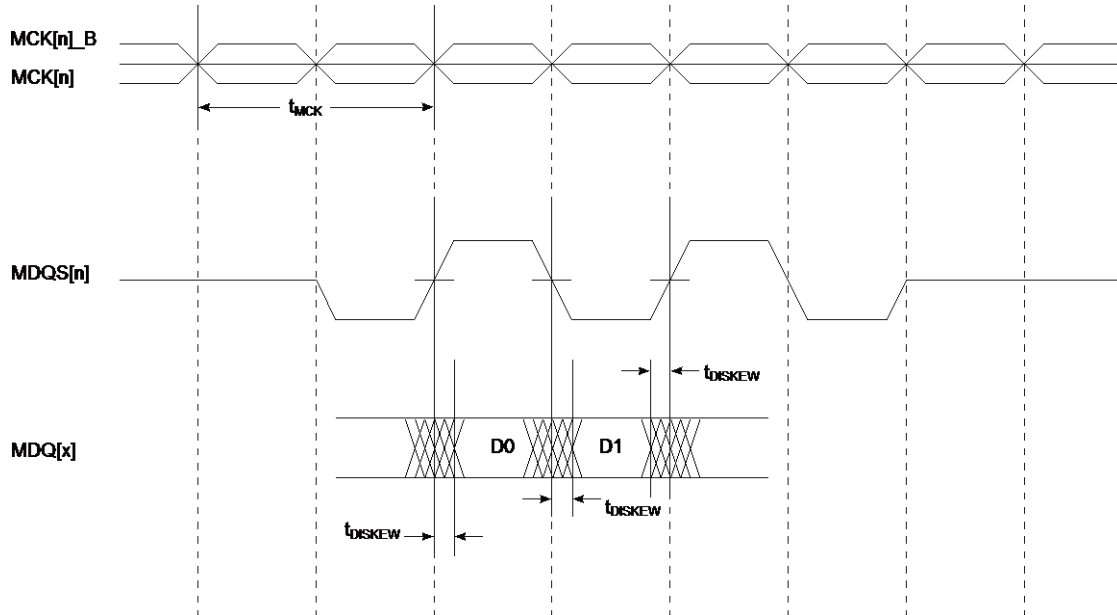 MCK[n]_B
MCK[n]
tMCK
MDQS[n]
tDISKEW
MDQ[x]
D0
D1
tDISKEW
tDISKEW